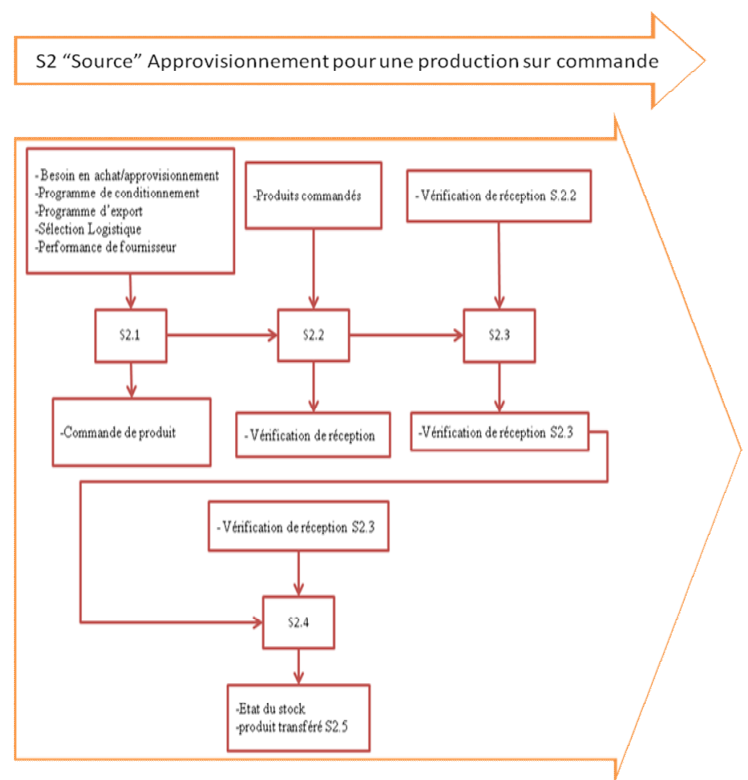 S2 “Source” Approvisionnement pour une production sur commande
- Besoin en achat/approvisionnement
-Programme de conditionnement
-Programme d’export
-Sélection Logistique
-Performance de fournisseur
-Produits commandés
- Vérification de réception S.2.2
S2.1
S2.2
S2.3
-Commande de produit
- Vérification de réception
-Vérification de réception S2.3
- Vérification de réception S2.3
S2.4
-Etat du stock
-produit transféré S2.5